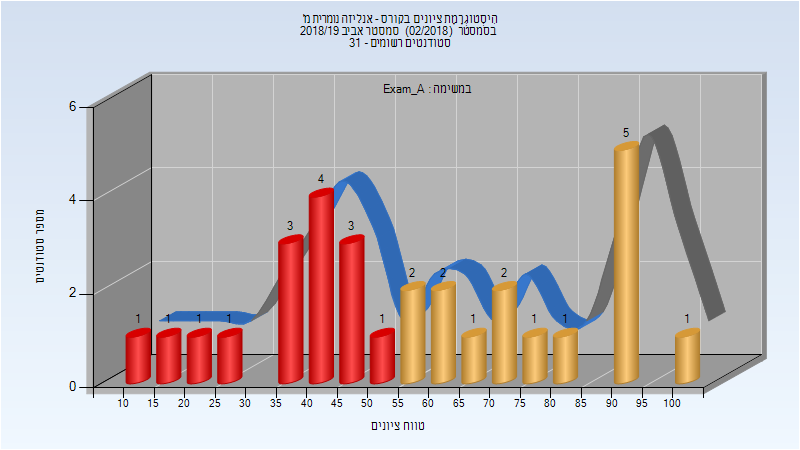 היסטוגרמת ציונים בקורס - אנליזה נומרית מ'
בסמסטר (02/2018) סמסטר אביב 2018/19
סטודנטים רשומים - 31
במשימה : Exam_A
מספר סטודנטים
6
4
2
0
1 1 1 1 3 4 3 1 2 2 1 2 1 1 5 1
10 15 20 25 30 35 40 45 50 55 60 65 70 75 80 85 90 95 100
טווח ציונים